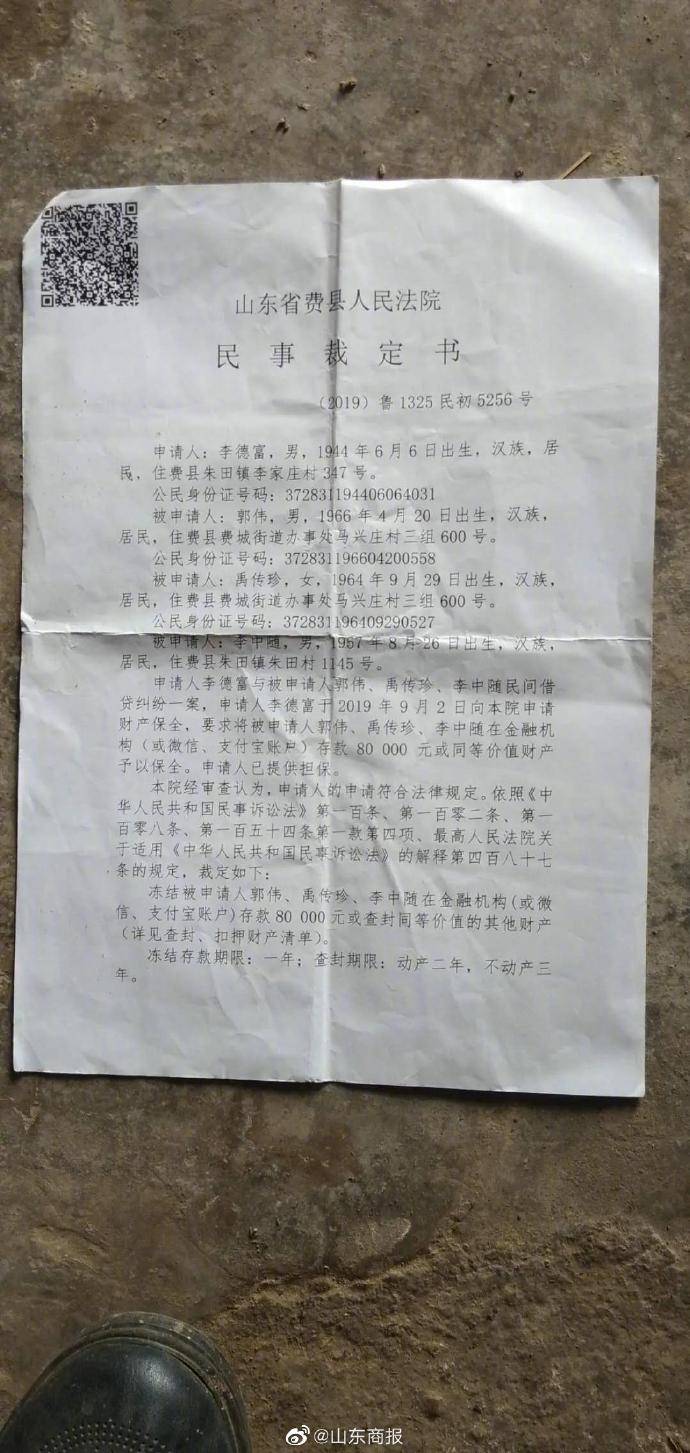 山东省费县人民法院
民事裁定书
（2019）鲁1325民初5256号
申请人：李德富，男，1944年6月6日出生，汉族，居
民，住费县朱田镇李家庄村347号。
公民身份证号码：372831194406064031
被申请人：郭伟，男，1966年4月20日出生，汉族，
居民，住费县费城街道办事处马兴庄村三组600号。
公民身份证号码：372831196604200558
被申请人：禹传珍，女，1964年9月29日出生，汉族，
居民，住费县费城街道办事处马兴庄村三组600号。
公民身份证号码：372831196409290527
被申请人：李中随，男，1957年8月26日出生，汉族，
居民，住费县朱田镇朱田村1145号。
申请人李德富与被申请人郭伟、禹传珍、李中随民间借
贷纠纷一案，申请人李德富于2019年9月2日向本院申请
财产保全，要求将被申请人郭伟、禹传珍、李中随在金融机
构（或微信、支付宝账户）存款80 000元或同等价值财产
予以保全。申请人已提供担保。
本院经审查认为，申请人的申请符合法律规定。依照《中
华人民共和国民事诉讼法》第一百条、第一百零二条、第一
百零八条、第一百五十四条第一款第四项、最高人民法院关
于适用《中华人民共和国民事诉讼法》的解释第四百八十七
条的规定，裁定如下：
冻结被申请人郭伟、禹传珍、李中随在金融机构(或微
信、支付宝账户)存款80 000元或查封同等价值的其他财产
（详见查封、扣押财产清单）。
冻结存款期限：一年；查封期限：动产二年，不动产三
年。
@山东商报